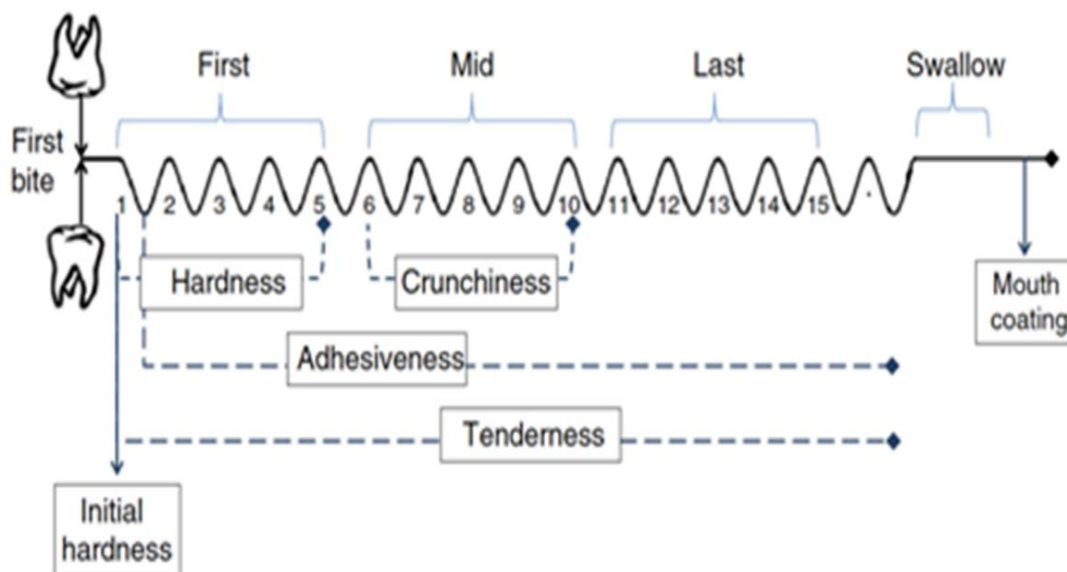 First Mid Last Swallow
First
bite
1 2 3 4 5 6 7 8 9 10 11 12 13 14 15
Hardness Crunchiness
Mouth
coating
Adhesiveness
Tenderness
Initial
hardness